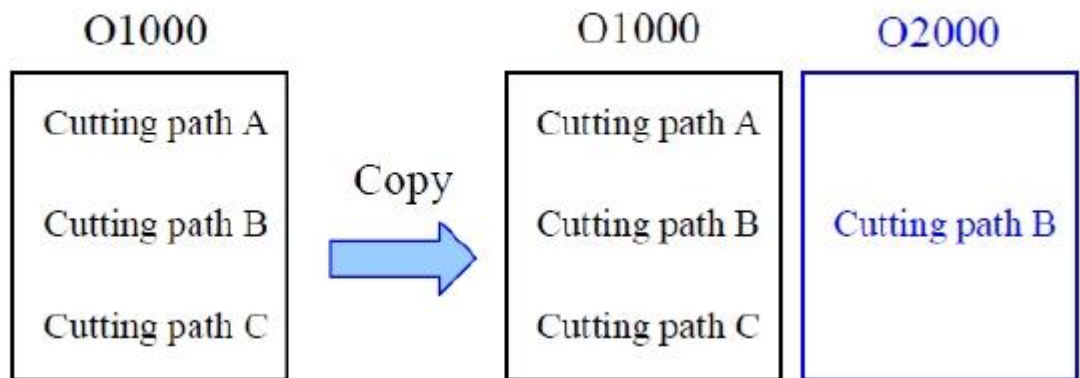 O1000
Cutting path A
Cutting path B
Cutting path C
Copy
O1000
Cutting path A
Cutting path B
Cutting path C
O2000
Cutting path B